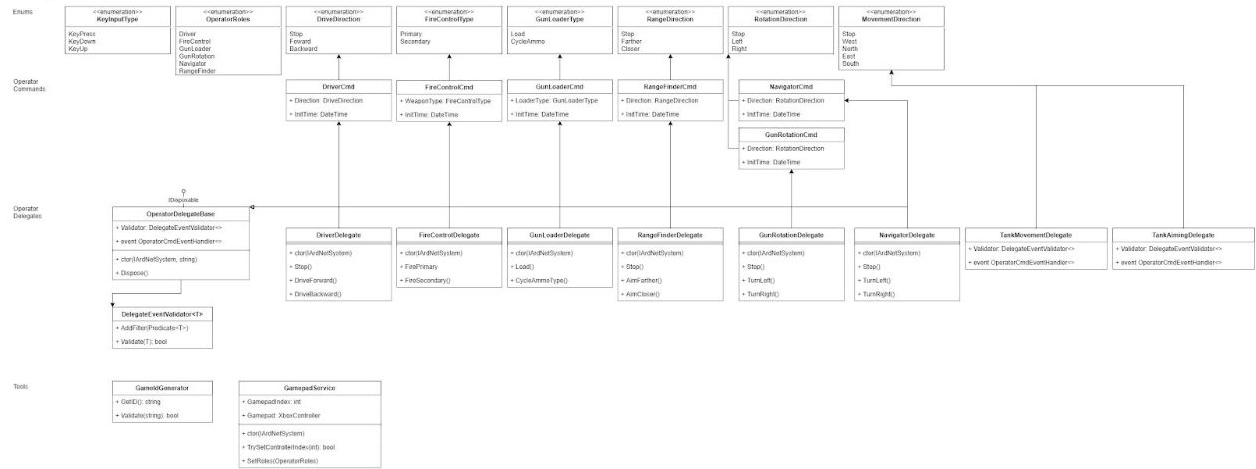 Enums
<<enumeration>>
KeyInputType
KeyPress
KeyDown
KeyUp
<<enumeration>>
OperatorRoles
Driver
FireControl
GunLoader
GunRotation
Navigator
RangeFinder
<<enumeration>>
DriveDirection
Stop
Foward
Backward
<<enumeration>>
FireControlType
Primary
Secondary
<<enumeration>>
GunLoaderType
Load
CycleAmmo
<<enumeration>>
RangeDirection
Stop
Farther
Closer
<<enumeration>>
RotationDirection
Stop
Left
Right
<<enumeration>>
MovementDirection
Stop
West
North
East
South
Operator
Commands
DriverCmd
+ Direction: DriveDirection
+ InitTime: DateTime
FireControlCmd
+ WeaponType: FireControlType
+ InitTime: DateTime
GunLoaderCmd
+ LoaderType: GunLoaderType
+ InitTime: DateTime
RangeFinderCmd
+ Direction: RangeDirection
+ InitTime: DateTime
NavigatorCmd
+ Direction: RotationDirection
+ InitTime: DateTime
GunRotationCmd
+ Direction: RotationDirection
+ InitTime: DateTime
Operator
Delegates
IDisposable
OperatorDelegateBase
+ Validator: DelegateEventValidator<>
+ event OperatorCmdEventHandler<>
+ ctor(IArdNetSystem, string)
+ Dispose()
DriverDelegate
+ ctor(IArdNetSystem)
+ Stop()
+ DriveForward()
+ DriveBackward()
FireControlDelegate
+ ctor(IArdNetSystem)
+ FirePrimary
+ FireSecondary()
GunLoaderDelegate
+ ctor(IArdNetSystem)
+ Load()
+ CycleAmmoType()
RangeFinderDelegate
+ ctor(IArdNetSystem)
+ Stop()
+ AimFarther()
+ AimCloser()
GunRotationDelegate
+ ctor(IArdNetSystem)
+ Stop()
+ TurnLeft()
+ TurnRight()
NavigatorDelegate
+ ctor(IArdNetSystem)
+ Stop()
+ TurnLeft()
+ TurnRight()
TankMovementDelegate
+ Validator: DelegateEventValidator<>
+ event OperatorCmdEventHandler<>
TankAimingDelegate
+ Validator: DelegateEventValidator<>
+ event OperatorCmdEventHandler<>
DelegateEventValidator<T>
+ AddFilter(Predicate<T>)
+ Validate(T): bool
Tools
GameIdGenerator
+ GetID(): string
+ Validate(string): bool
GamepadService
+ GamepadIndex: int
+ Gamepad: XboxController
+ ctor(IArdNetSystem)
+ TrySetControllerIndex(int): bool
+ SetRoles(OperatorRoles)